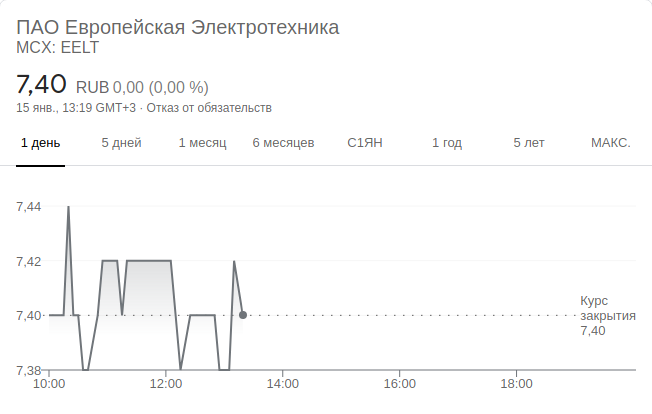 ПАО Европейская Электротехника
MCX: EELT
7,40 RUB 0,00 (0,00 %)
15 янв., 13:19 GMT+3 · Отказ от обязательств
1 день 5 дней 1 месяц 6 месяцев С1ЯН 1 год 5 лет МАКС.
7,44
7,42
7,40
7,38
Курс
закрытия
7,40
10:00 12:00 14:00 16:00 18:00